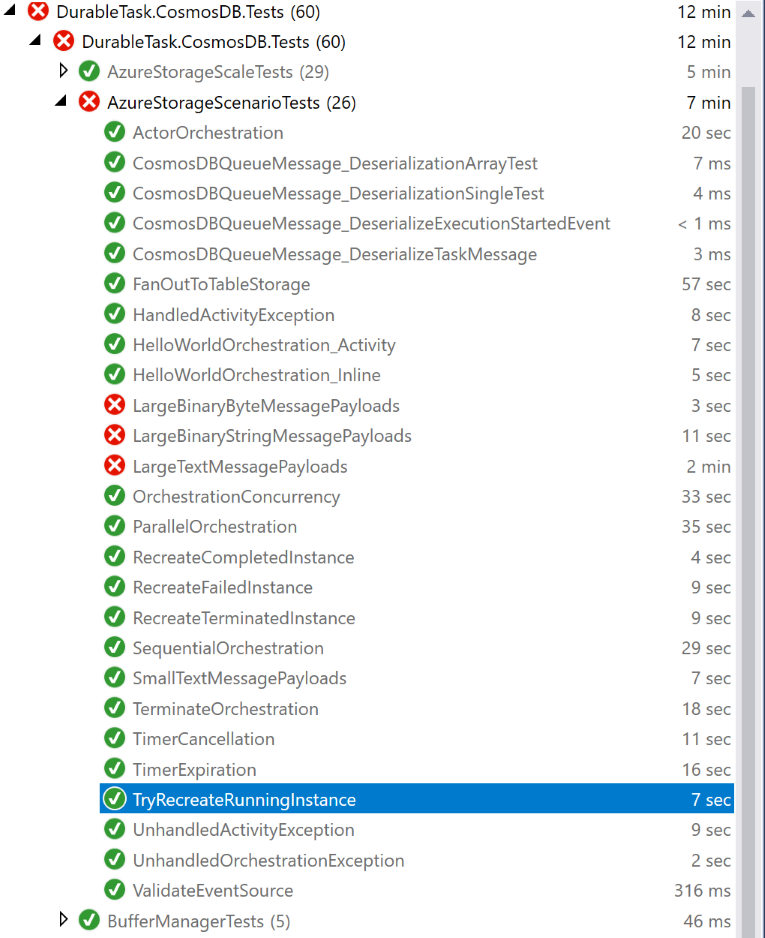 DurableTask.CosmosDB.Tests (60) 12 min
DurableTask.CosmosDB.Tests (60) 12 min
AzureStorageScaleTests (29) 5 min
AzureStorageScenarioTests (26) 7 min
ActorOrchestration 20 sec
CosmosDBQueueMessage_DeserializationArrayTest 7 ms
CosmosDBQueueMessage_DeserializationSingleTest 4 ms
CosmosDBQueueMessage_DeserializeExecutionStartedEvent < 1 ms
CosmosDBQueueMessage_DeserializeTaskMessage 3 ms
FanOutToTableStorage 57 sec
HandledActivityException 8 sec
HelloWorldOrchestration_Activity 7 sec
HelloWorldOrchestration_Inline 5 sec
LargeBinaryByteMessagePayloads 3 sec
LargeBinaryStringMessagePayloads 11 sec
LargeTextMessagePayloads 2 min
OrchestrationConcurrency 33 sec
ParallelOrchestration 35 sec
RecreateCompletedInstance 4 sec
RecreateFailedInstance 9 sec
RecreateTerminatedInstance 9 sec
SequentialOrchestration 29 sec
SmallTextMessagePayloads 7 sec
TerminateOrchestration 18 sec
TimerCancellation 11 sec
TimerExpiration 16 sec
TryRecreateRunningInstance 7 sec
UnhandledActivityException 9 sec
UnhandledOrchestrationException 2 sec
ValidateEventSource 316 ms
BufferManagerTests (5) 46 ms